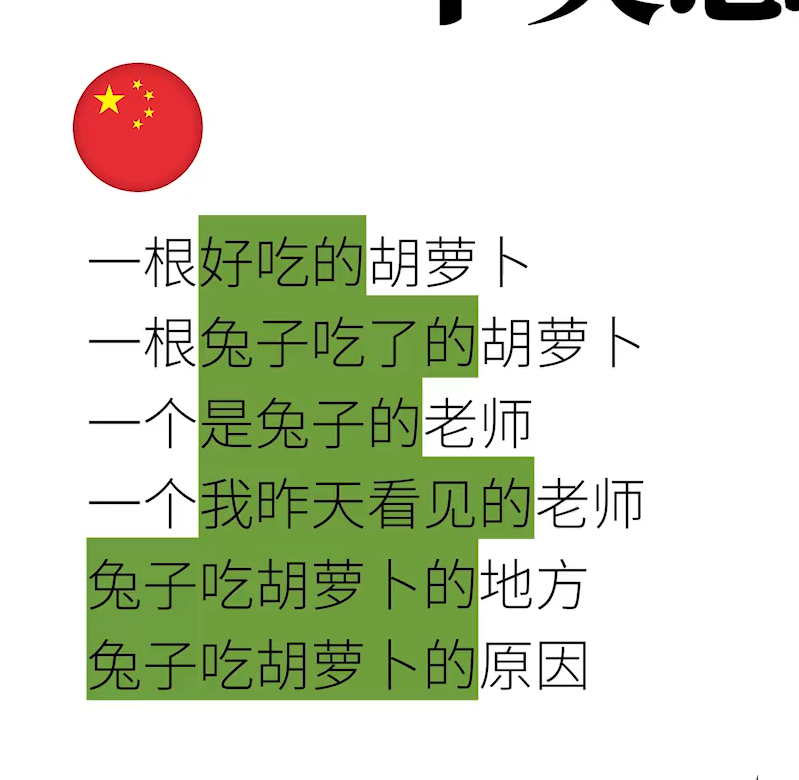 一根好吃的胡萝卜
一根兔子吃了的胡萝卜
一个是兔子的老师
一个我昨天看见的老师
兔子吃胡萝卜的地方
兔子吃胡萝卜的原因